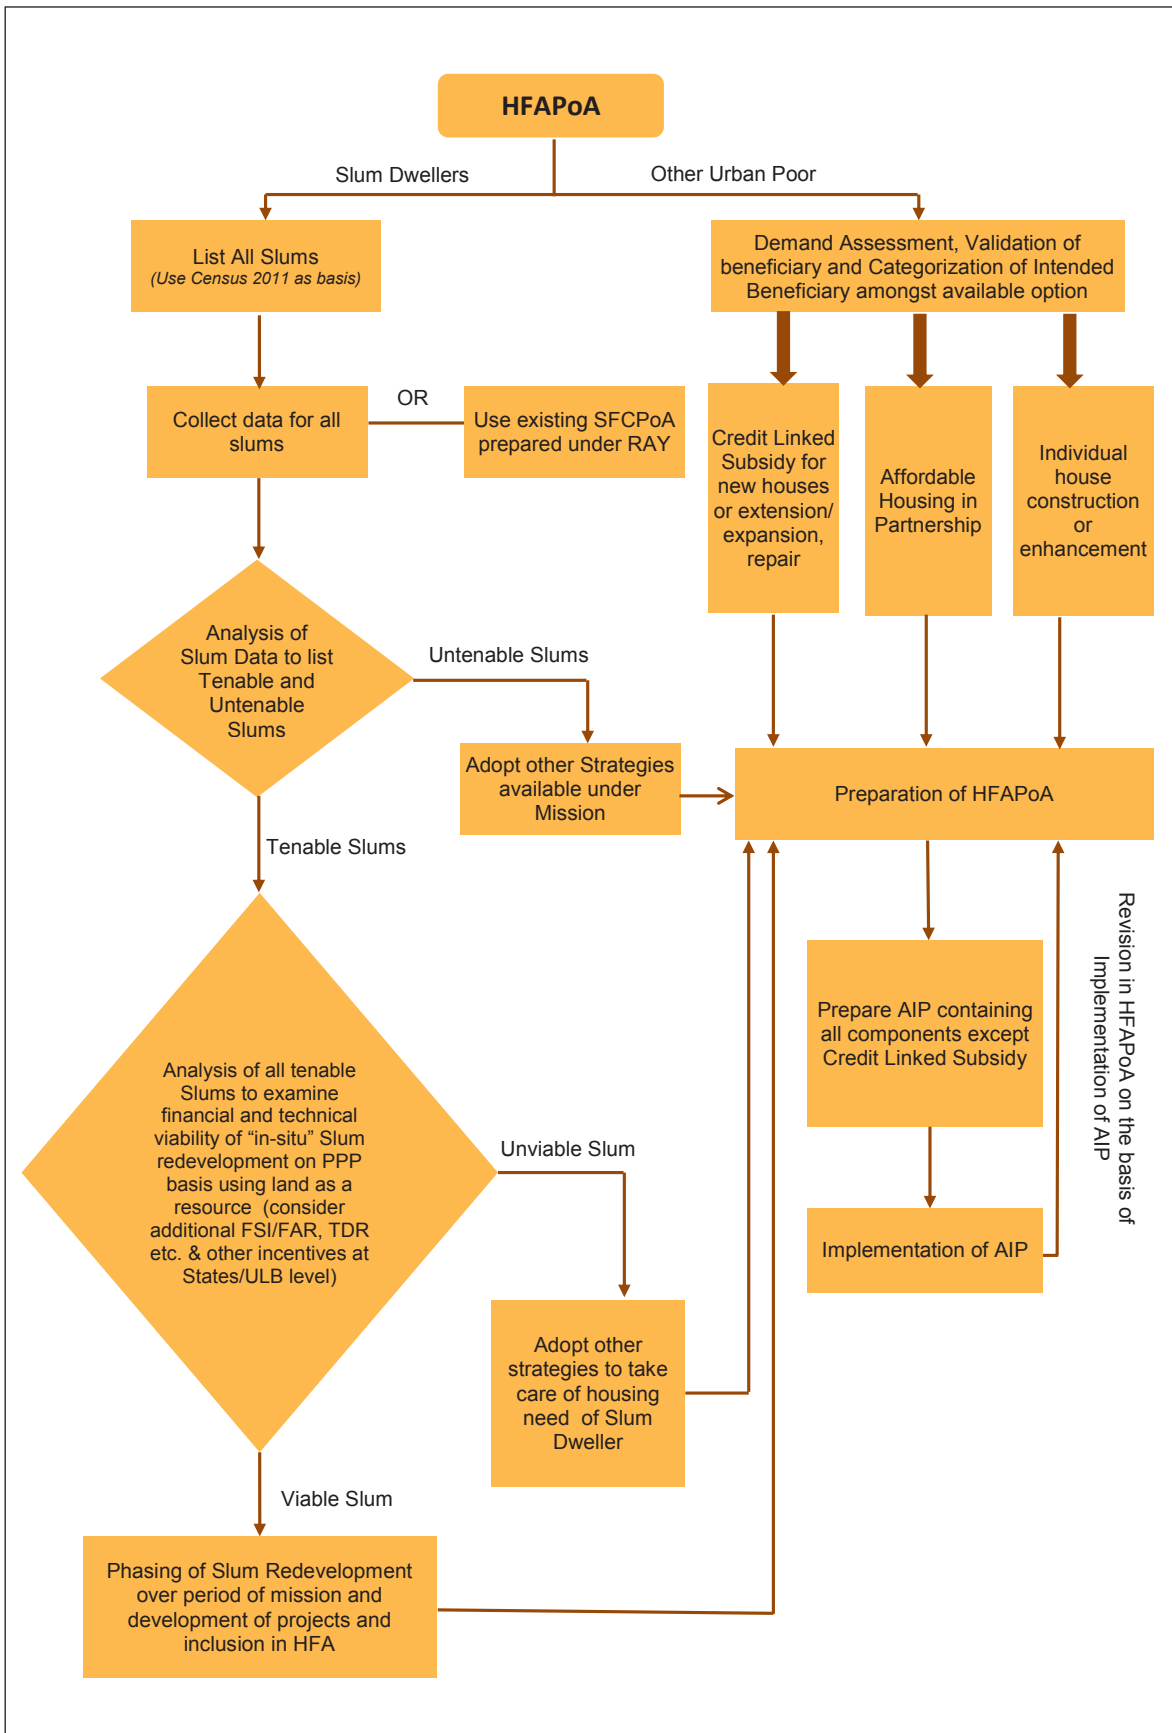 HFAPoA
Slum Dwellers
Other Urban Poor
List All Slums
(Use Census 2011 as basis)
Demand Assessment, Validation of
beneficiary and Categorization of Intended
Beneficiary amongst available option
Collect data for all
slums
OR
Use existing SFCPoA
prepared under RAY
Credit Linked
Subsidy for
new houses
or extension/
expansion,
repair
Affordable
Housing in
Partnership
Individual
house
construction
or
enhancement
Analysis of
Slum Data to list
Tenable and
Untenable
Slums
Untenable Slums
Adopt other Strategies
available under
Mission
Preparation of HFAPoA
Tenable Slums
Analysis of all tenable
Slums to examine
financial and technical
viability of “in-situ” Slum
redevelopment on PPP
basis using land as a
resource (consider
additional FSI/FAR, TDR
etc. & other incentives at
States/ULB level)
Unviable Slum
Prepare AIP containing
all components except
Credit Linked Subsidy
Revision in HFAPoA on the basis of
Implementation of AIP
Implementation of AIP
Adopt other
strategies to take
care of housing
need of Slum
Dweller
Viable Slum
Phasing of Slum Redevelopment
over period of mission and
development of projects and
inclusion in HFA